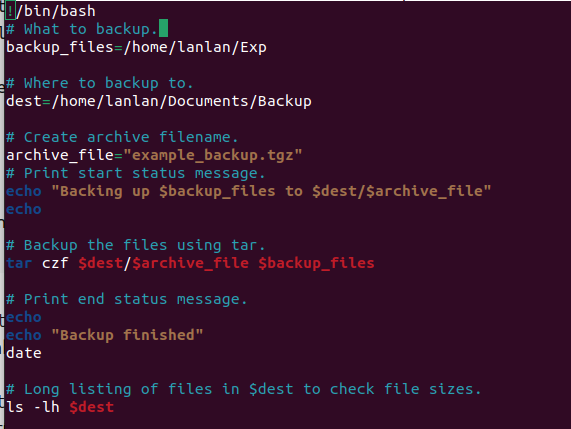 !/bin/bash
# What to backup.
backup_files=/home/lanlan/Exp
# Where to backup to.
dest=/home/lanlan/Documents/Backup
# Create archive filename.
archive_file="example_backup.tgz"
# Print start status message.
echo "Backing up $backup_files to $dest/$archive_file"
echo
# Backup the files using tar.
tar czf $dest/$archive_file $backup_files
# Print end status message.
echo
echo "Backup finished"
date
# Long listing of files in $dest to check file sizes.
ls -lh $dest